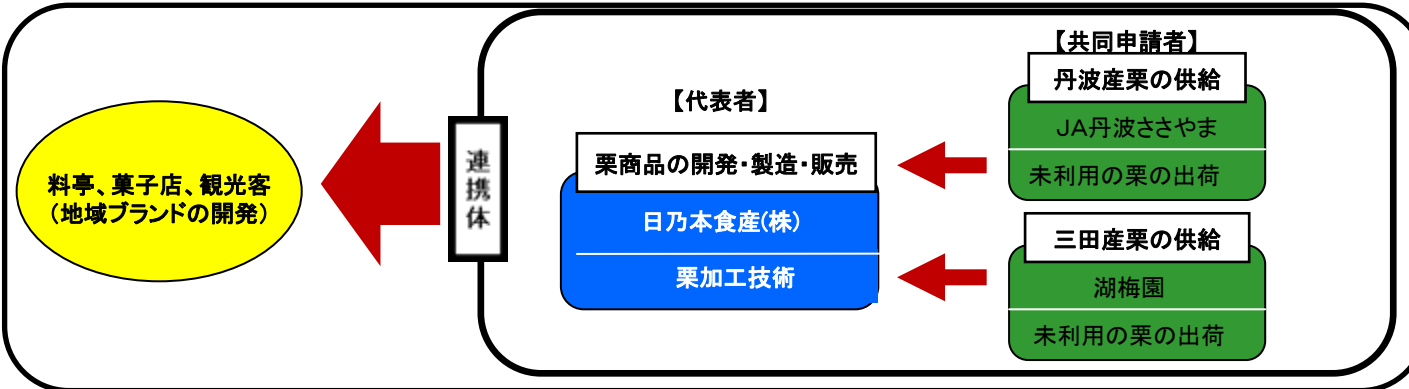 料亭、菓子店、観光客
(地域ブランドの開発)
連携体
【代表者】
栗商品の開発・製造・販売
日乃本食産(株)
栗加工技術
【共同申請者】
丹波産栗の供給
JA丹波ささやま
未利用の栗の出荷
三田産栗の供給
湖梅園
未利用の栗の出荷